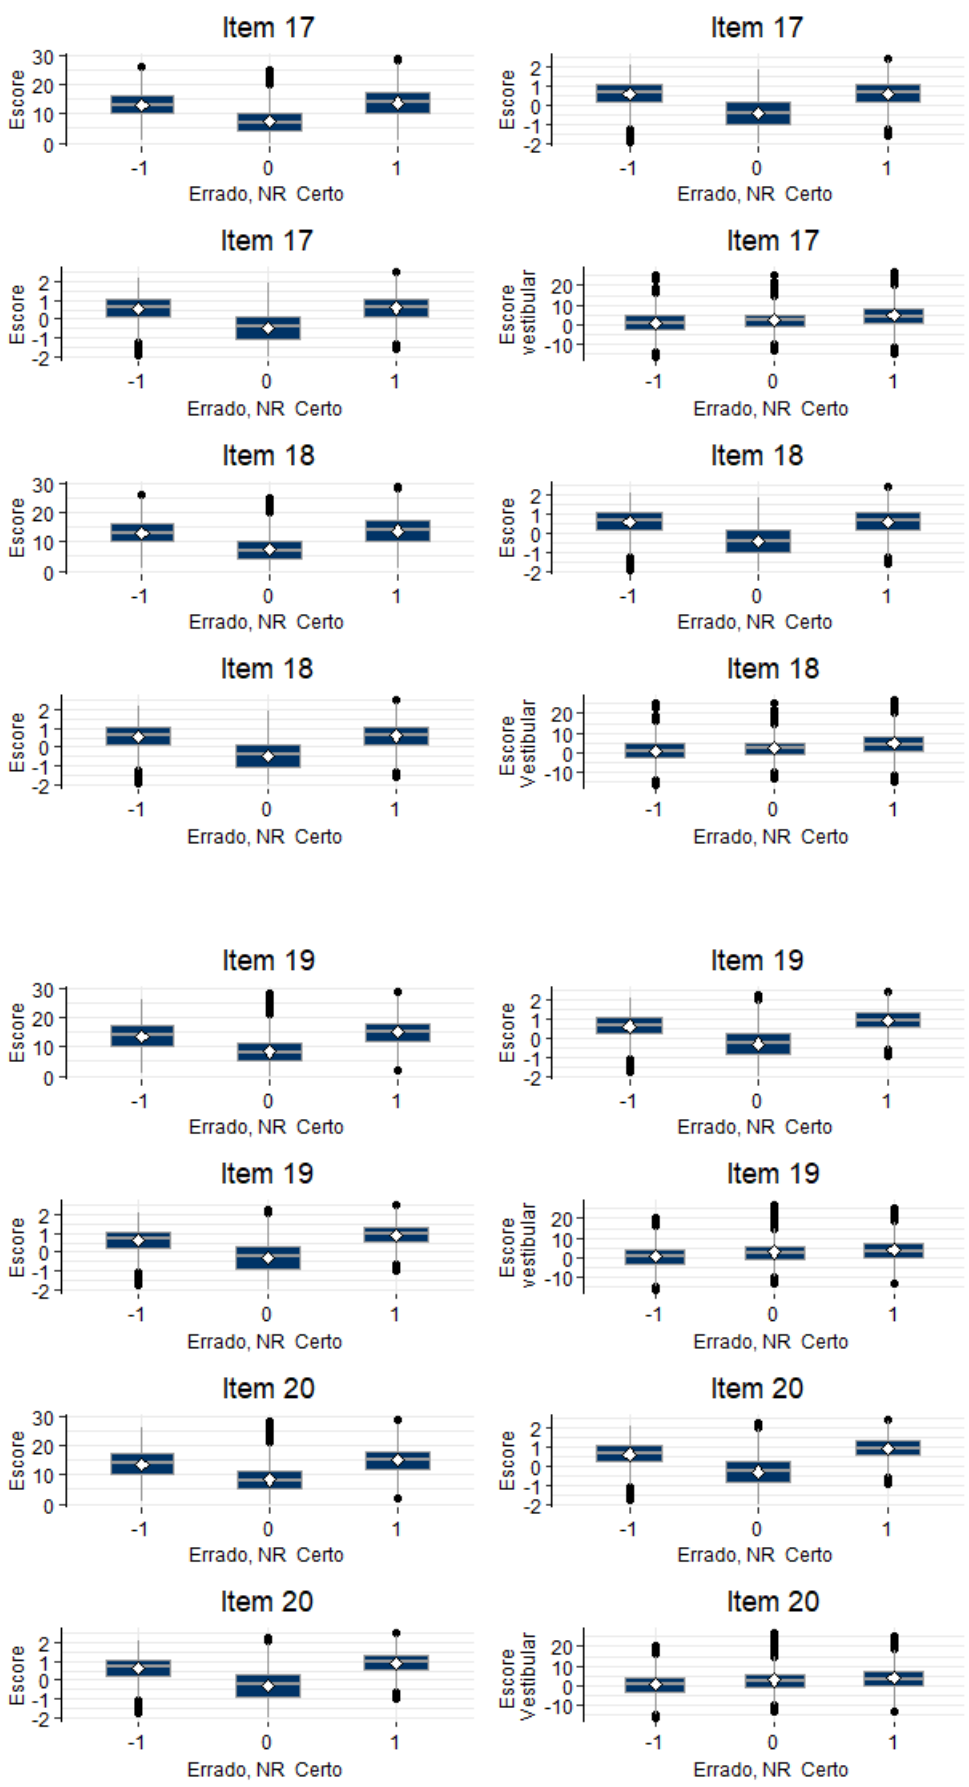 Item 17
Item 17
Escore
30
20
10
0
-1
0
1
Errado, NR Certo
Escore
2
1
0
-1
-2
-1
0
1
Errado, NR Certo
Item 17
Item 17
Escore
2
1
0
-1
-2
-1
0
1
Errado, NR Certo
Escore
vestibular
20
10
0
-10
-1
0
1
Errado, NR Certo
Item 18
Item 18
Escore
30
20
10
0
-1
0
1
Errado, NR Certo
Escore
2
1
0
-1
-2
-1
0
1
Errado, NR Certo
Item 18
Item 18
Escore
2
1
0
-1
-2
-1
0
1
Errado, NR Certo
Escore
Vestibular
20
10
0
-10
-1
0
1
Errado, NR Certo
Item 19
Item 19
Escore
30
20
10
0
-1
0
1
Errado, NR Certo
Escore
2
1
0
-1
-2
-1
0
1
Errado, NR Certo
Item 19
Item 19
Escore
2
1
0
-1
-2
-1
0
1
Errado, NR Certo
Escore
vestibular
20
10
0
-10
-1
0
1
Errado, NR Certo
Item 20
Item 20
Escore
30
20
10
0
-1
0
1
Errado, NR Certo
Escore
2
1
0
-1
-2
-1
0
1
Errado, NR Certo
Item 20
Item 20
Escore
2
1
0
-1
-2
-1
0
1
Errado, NR Certo
Escore
Vestibular
20
10
0
-10
-1
0
1
Errado, NR Certo